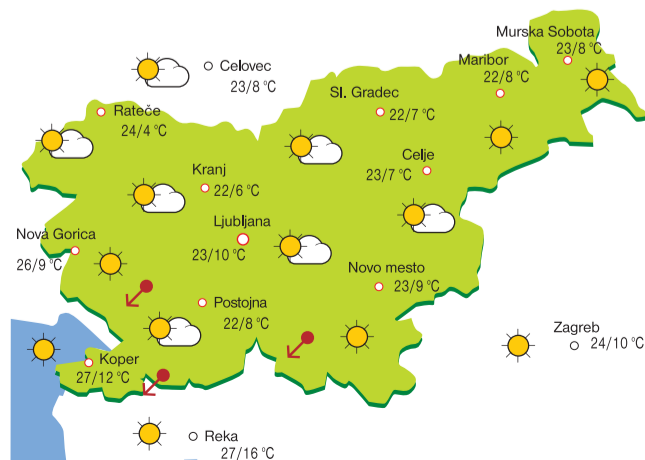 Murska Sobota
23/8 °C
Celovec
23/8 °C
Maribor
22/8 °C
Sl. Gradec
22/7 °C
Rateče
24/4 °C
Celje
23/7 °C
Kranj
22/6 °C
Ljubljana
23/10 °C
Nova Gorica
26/9 °C
Novo mesto
23/9 °C
Postojna
22/8 °C
Zagreb
24/10 °C
Koper
27/12 °C
Reka
27/16 °C